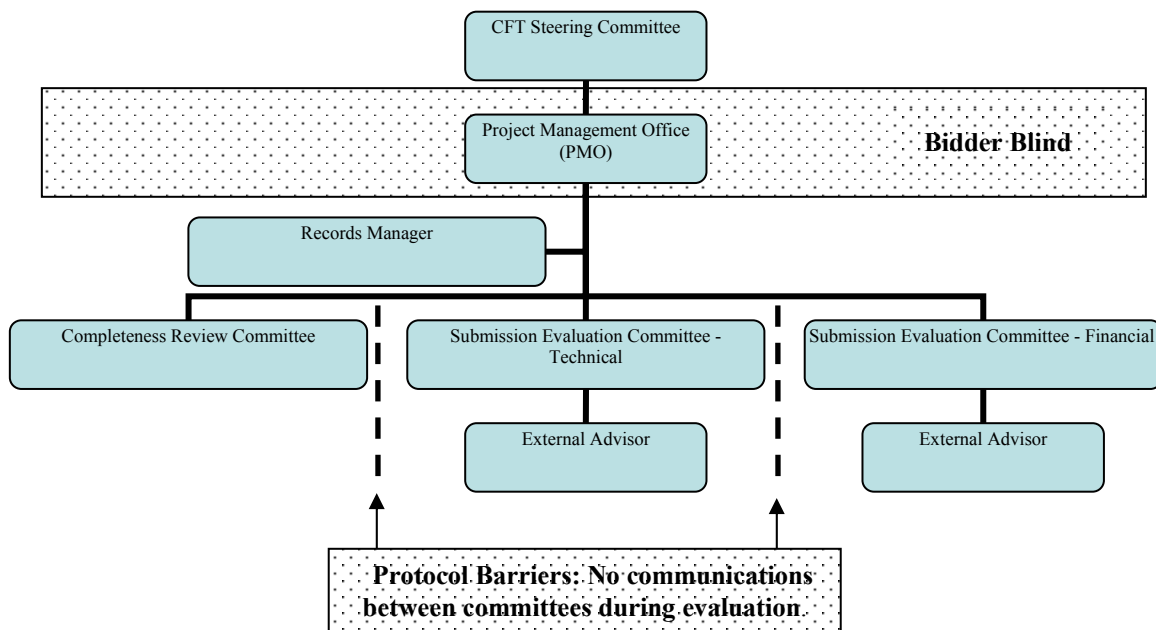 CFT Steering Committee
Project Management Office
(PMO)
Bidder Blind
Records Manager
Completeness Review Committee
Submission Evaluation Committee -
Technical
Submission Evaluation Committee - Financial
External Advisor
External Advisor
Protocol Barriers: No communications
between committees during evaluation